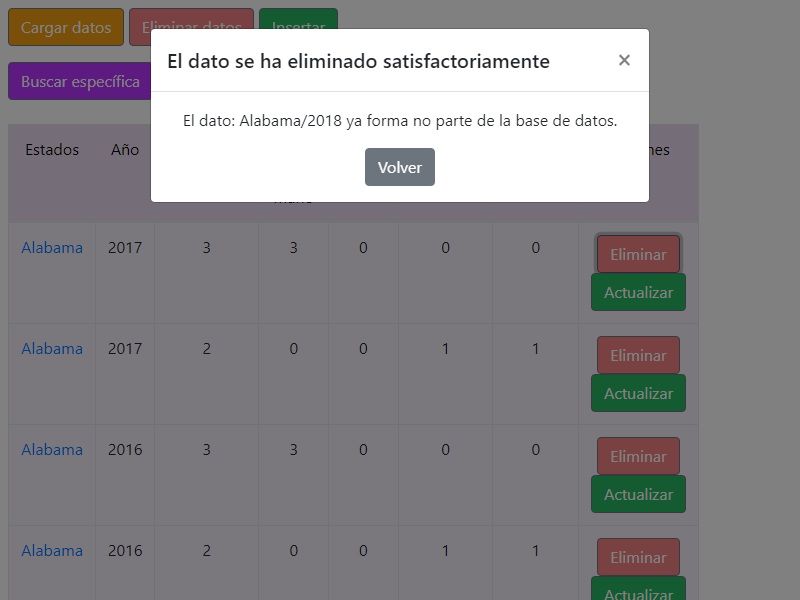 Cargar datos Eliminar datos Insertar
El dato se ha eliminado satisfactoriamente ×
Buscar específica
El dato: Alabama/2018 ya forma no parte de la base de datos.
Estados Año
Volver
Alabama 2017 3 3 0 0 0 Eliminar
Actualizar
Alabama 2017 2 0 0 1 1 Eliminar
Actualizar
Alabama 2016 3 3 0 0 0 Eliminar
Actualizar
Alabama 2016 2 0 0 1 1 Eliminar
Actualizar